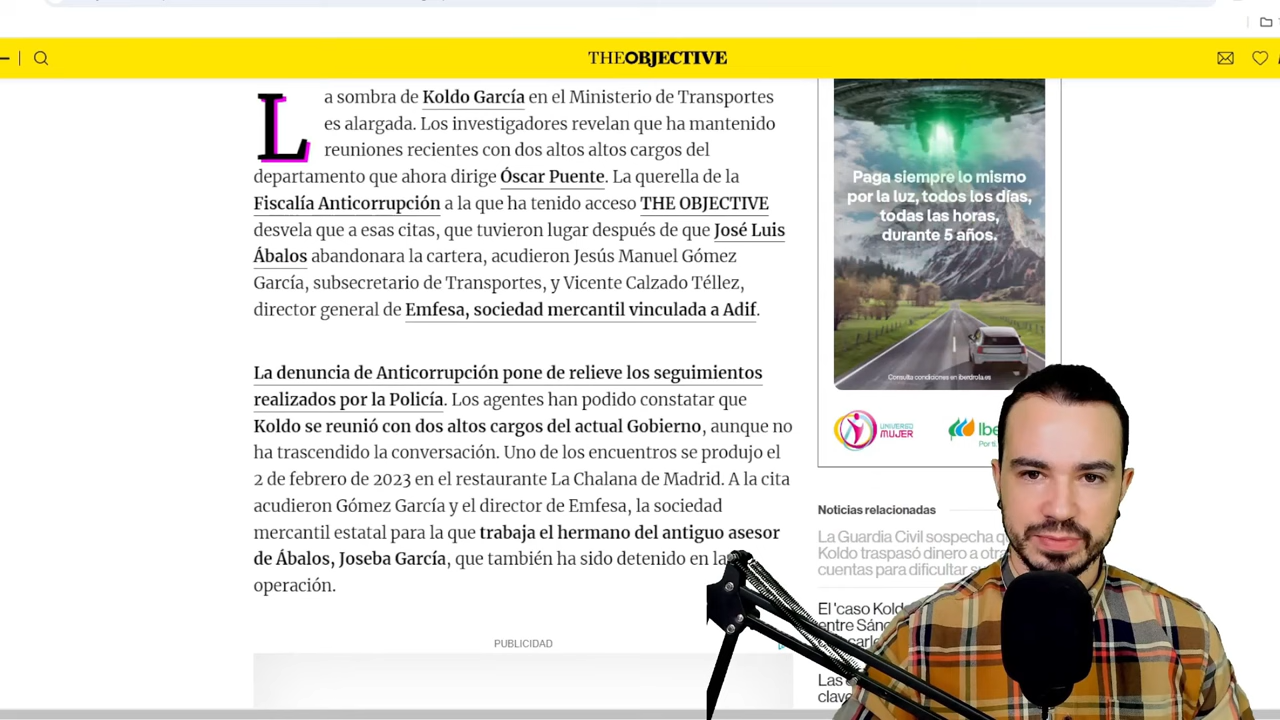 THEOBJECTIVE
La sombra de Koldo García en el Ministerio de Transportes
es alargada. Los investigadores revelan que ha mantenido
reuniones recientes con dos altos altos cargos del
departamento que ahora dirige Óscar Puente. La querella de la
Fiscalía Anticorrupción a la que ha tenido acceso THE OBJECTIVE
desvela que a esas citas, que tuvieron lugar después de que José Luis
Ábalos abandonara la cartera, acudieron Jesús Manuel Gómez
García, subsecretario de Transportes, y Vicente Calzado Téllez,
director general de Emfesa, sociedad mercantil vinculada a Adif.
La denuncia de Anticorrupción pone de relieve los seguimientos
realizados por la Policía. Los agentes han podido constatar que
Koldo se reunió con dos altos cargos del actual Gobierno, aunque no
ha trascendido la conversación. Uno de los encuentros se produjo el
2 de febrero de 2023 en el restaurante La Chalana de Madrid. A la cita
acudieron Gómez García y el director de Emfesa, la sociedad
mercantil estatal para la que trabaja el hermano del antiguo asesor
de Ábalos, Joseba García, que también ha sido detenido en la
operación.
PUBLICIDAD
Paga siempre lo mismo
por la luz, todos los días,
todas las horas,
durante 5 años.
Consulta condiciones en iberdrola.es
UNIVERSO
MUJER
Noticias relacionadas
La Guardia Civil sospecha
Koldo traspasó dinero a
cuentas para dificultar
El 'caso
entre
Las